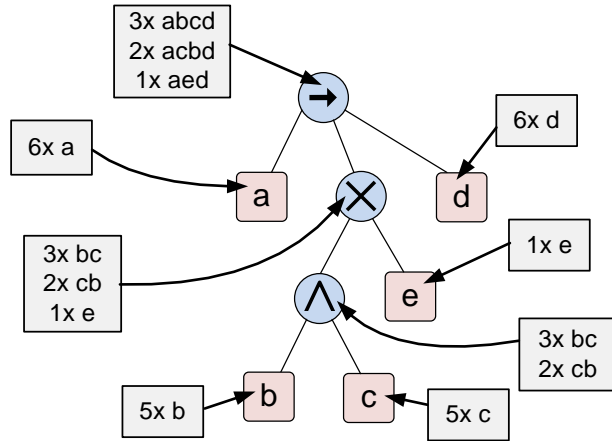 3x abcd
2x acbd
1x aed
→
6x a
6x d
a
×
d
3x bc
2x cb
1x e
1x e
e
∧
3x bc
2x cb
5x b
b
c
5x c